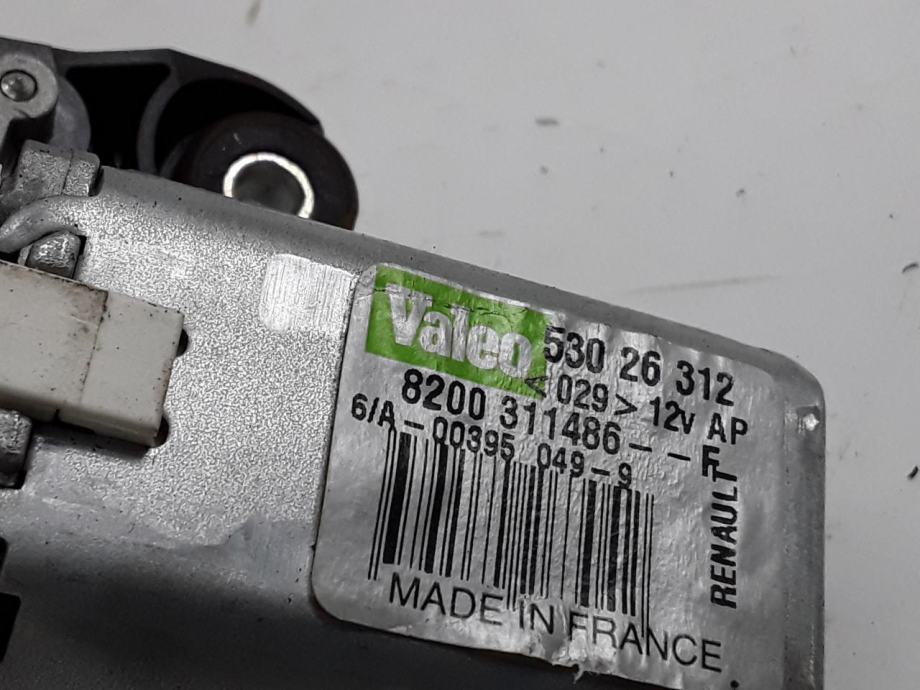 Valeo
530 26 312
A 029 > 12V AP
8200 311486 - - F
6/A - 00395 049 - 9
RENAULT
MADE IN FRANCE